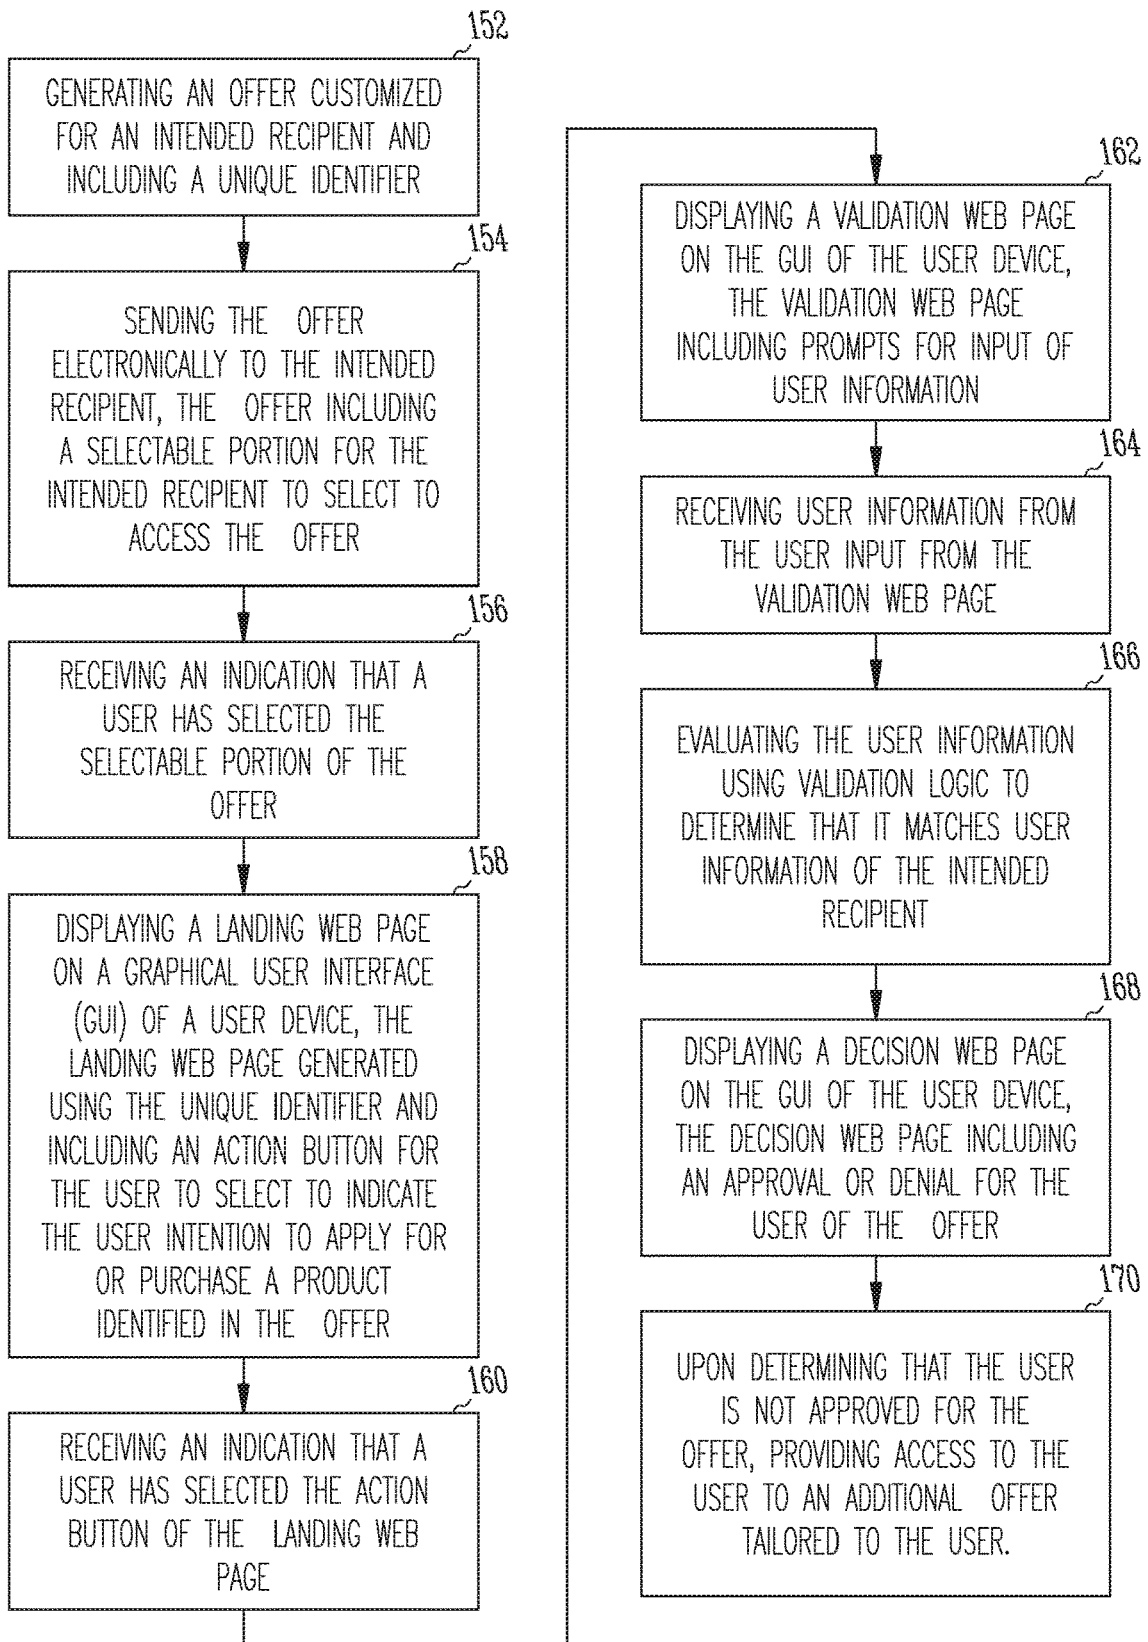 152
GENERATING AN OFFER CUSTOMIZED
FOR AN INTENDED RECIPIENT AND
INCLUDING A UNIQUE IDENTIFIER
154
SENDING THE OFFER
ELECTRONICALLY TO THE INTENDED
RECIPIENT, THE OFFER INCLUDING
A SELECTABLE PORTION FOR THE
INTENDED RECIPIENT TO SELECT TO
ACCESS THE OFFER
156
RECEIVING AN INDICATION THAT A
USER HAS SELECTED THE
SELECTABLE PORTION OF THE
OFFER
158
DISPLAYING A LANDING WEB PAGE
ON A GRAPHICAL USER INTERFACE
(GUI) OF A USER DEVICE, THE
LANDING WEB PAGE GENERATED
USING THE UNIQUE IDENTIFIER AND
INCLUDING AN ACTION BUTTON FOR
THE USER TO SELECT TO INDICATE
THE USER INTENTION TO APPLY FOR
OR PURCHASE A PRODUCT
IDENTIFIED IN THE OFFER
160
RECEIVING AN INDICATION THAT A
USER HAS SELECTED THE ACTION
BUTTON OF THE LANDING WEB
PAGE
162
DISPLAYING A VALIDATION WEB PAGE
ON THE GUI OF THE USER DEVICE,
THE VALIDATION WEB PAGE
INCLUDING PROMPTS FOR INPUT OF
USER INFORMATION
164
RECEIVING USER INFORMATION FROM
THE USER INPUT FROM THE
VALIDATION WEB PAGE
166
EVALUATING THE USER INFORMATION
USING VALIDATION LOGIC TO
DETERMINE THAT IT MATCHES USER
INFORMATION OF THE INTENDED
RECIPIENT
168
DISPLAYING A DECISION WEB PAGE
ON THE GUI OF THE USER DEVICE,
THE DECISION WEB PAGE INCLUDING
AN APPROVAL OR DENIAL FOR THE
USER OF THE OFFER
170
UPON DETERMINING THAT THE USER
IS NOT APPROVED FOR THE
OFFER, PROVIDING ACCESS TO THE
USER TO AN ADDITIONAL OFFER
TAILORED TO THE USER.